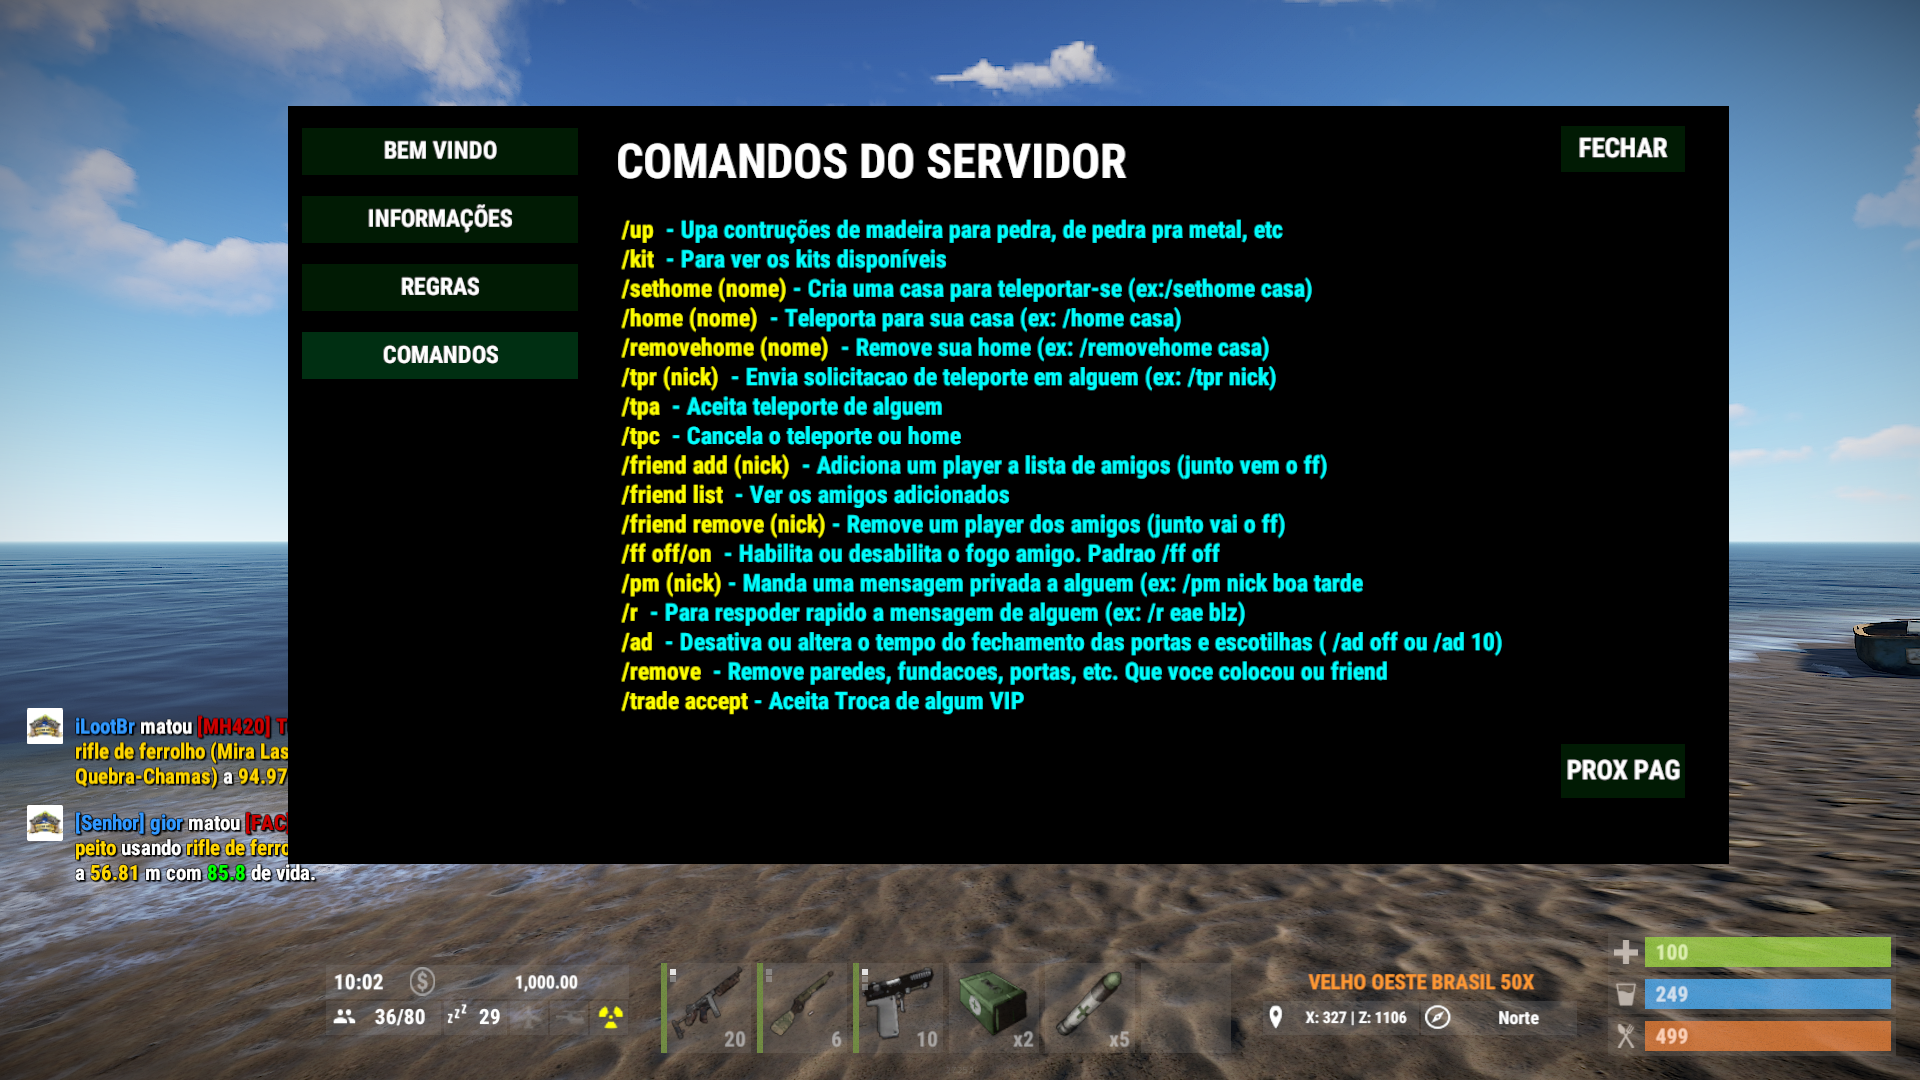 BEM VINDO
INFORMAÇÕES
REGRAS
COMANDOS
COMANDOS DO SERVIDOR
FECHAR
/up - Upa contruções de madeira para pedra, de pedra pra metal, etc
/kit - Para ver os kits disponíveis
/sethome (nome) - Cria uma casa para teleportar-se (ex:/sethome casa)
/home (nome) - Teleporta para sua casa (ex: /home casa)
/removehome (nome) - Remove sua home (ex: /removehome casa)
/tpr (nick) - Envia solicitacao de teleporte em alguem (ex: /tpr nick)
/tpa - Aceita teleporte de alguem
/tpc - Cancela o teleporte ou home
/friend add (nick) - Adiciona um player a lista de amigos (junto vem o ff)
/friend list - Ver os amigos adicionados
/friend remove (nick) - Remove um player dos amigos (junto vai o ff)
/ff off/on - Habilita ou desabilita o fogo amigo. Padrao /ff off
/pm (nick) - Manda uma mensagem privada a alguem (ex: /pm nick boa tarde
/r - Para respoder rapido a mensagem de alguem (ex: /r eae blz)
/ad - Desativa ou altera o tempo do fechamento das portas e escotilhas ( /ad off ou /ad 10)
/remove - Remove paredes, fundacoes, portas, etc. Que voce colocou ou friend
/trade accept - Aceita Troca de algum VIP
PROX PAG
iLootBr matou [MH420]
rifle de ferrolho (Mira Las
Quebra-Chamas) a 94.97
[Senhor] gior matou [FAC
peito usando rifle de ferro
a 56.81 m com 85.8 de vida.
10:02 $ 1,000.00
36/80 zzz 29
20
6
10
x2
x5
VELHO OESTE BRASIL 50X
X: 327 | Z: 1106 Norte
100
249
499